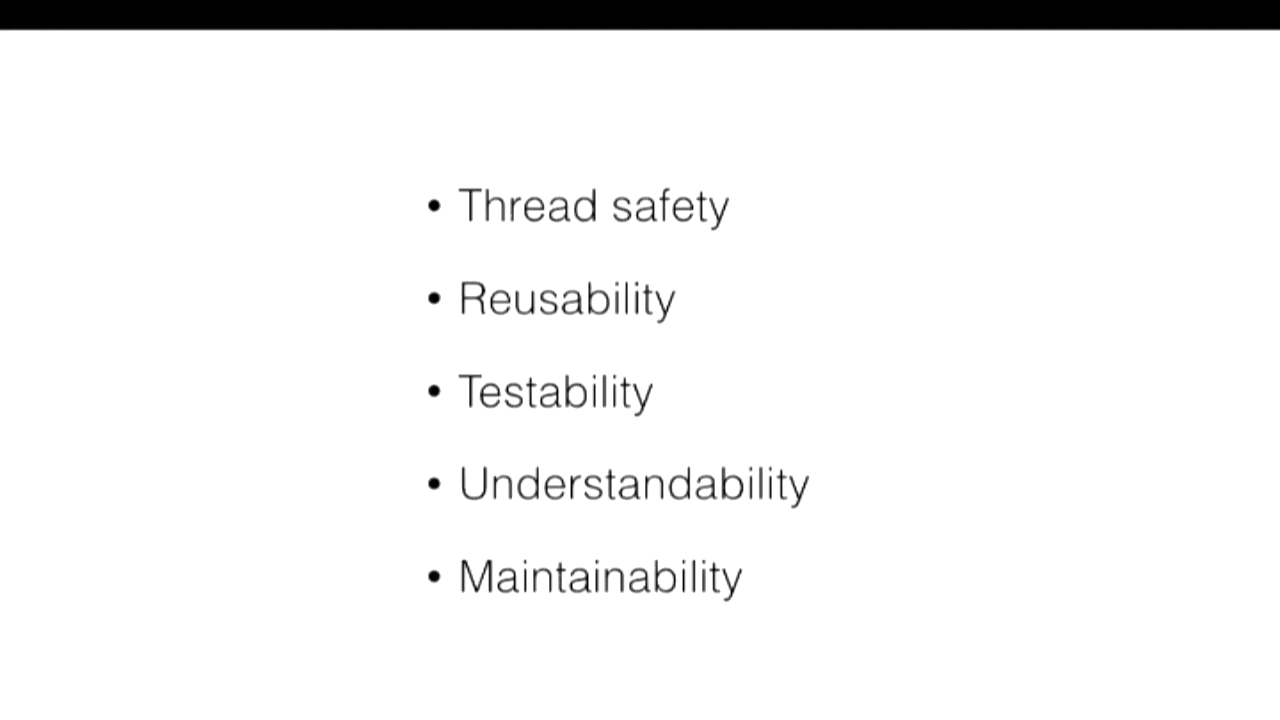 • Thread safety
• Reusability
• Testability
• Understandability
• Maintainability